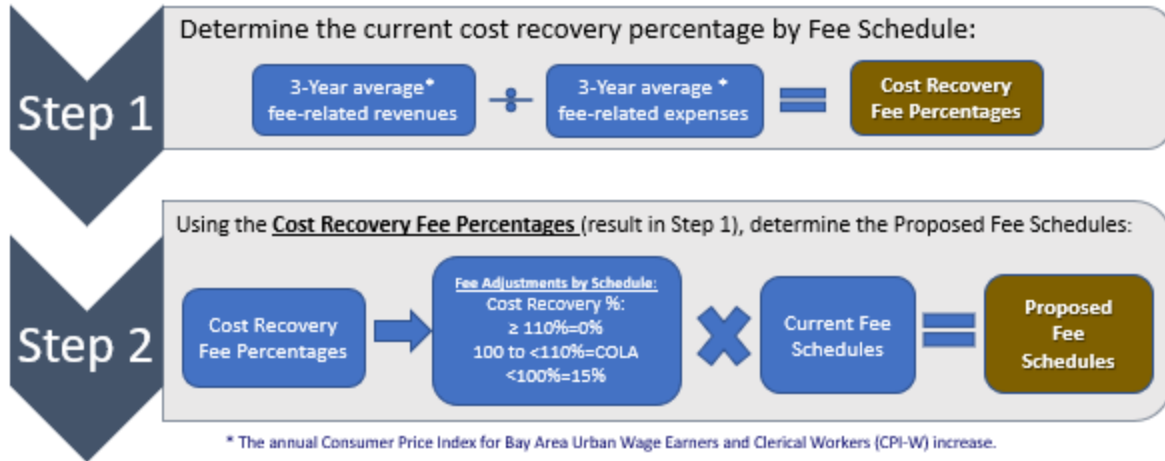 Step 1
Determine the current cost recovery percentage by Fee Schedule:
3-Year average*
fee-related revenues
÷
3-Year average *
fee-related expenses
=
Cost Recovery
Fee Percentages
Step 2
Using the Cost Recovery Fee Percentages (result in Step 1), determine the Proposed Fee Schedules:
Cost Recovery
Fee Percentages
Fee Adjustments by Schedule:
Cost Recovery %:
≥ 110%=0%
100 to <110%=COLA
<100%=15%
Current Fee
Schedules
=
Proposed
Fee
Schedules
* The annual Consumer Price Index for Bay Area Urban Wage Earners and Clerical Workers (CPI-W) increase.